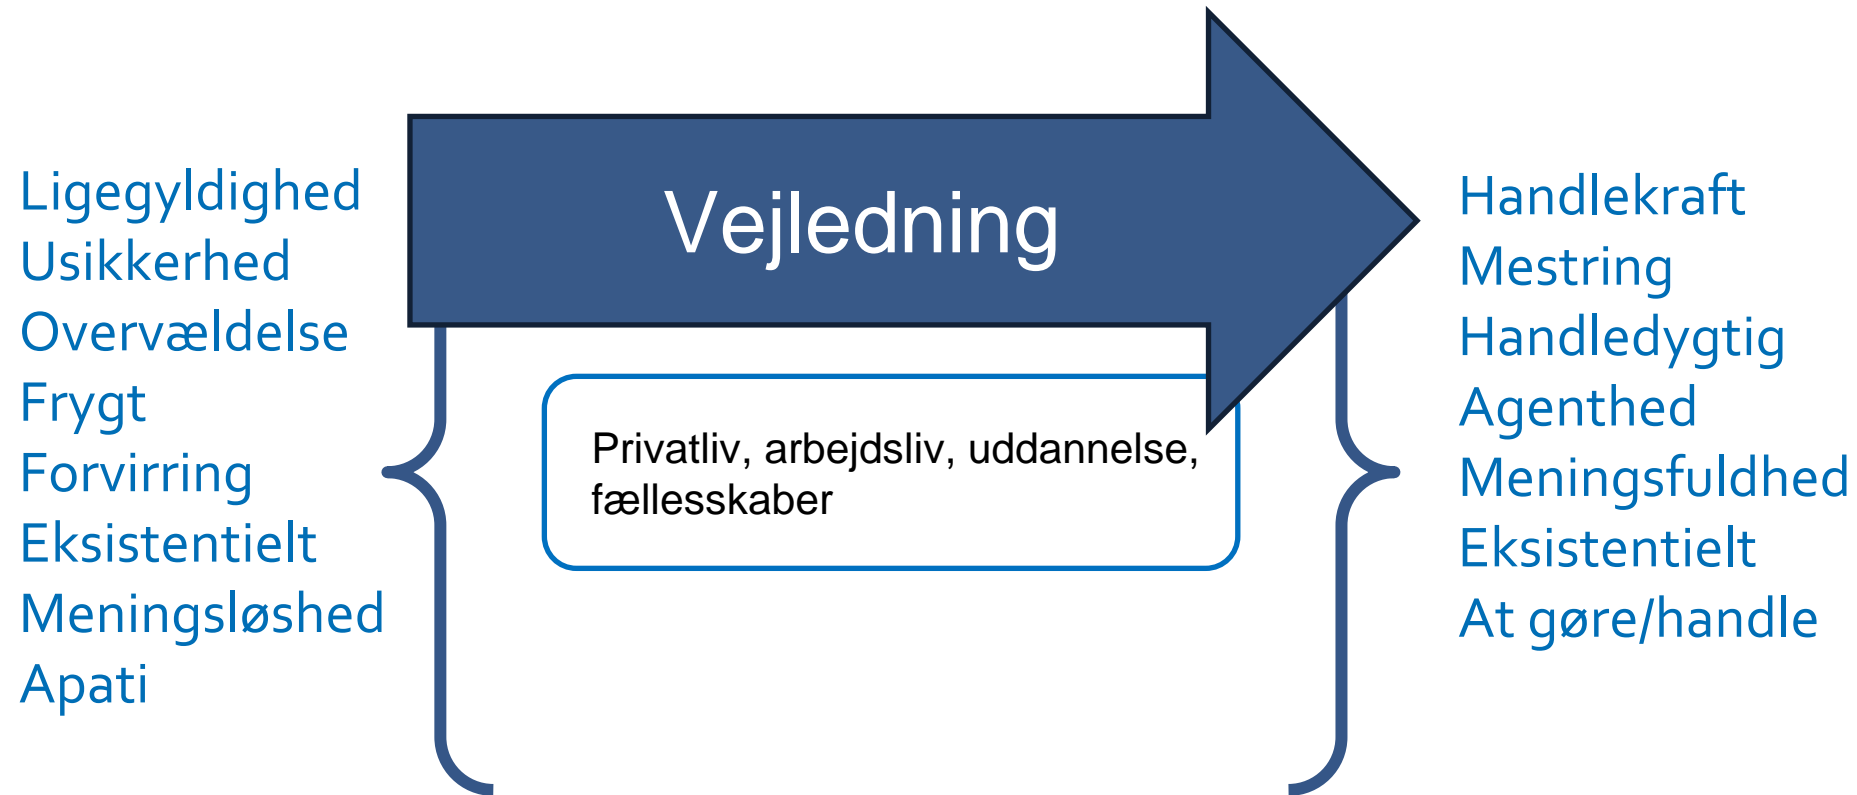 Ligegyldighed
Usikkerhed
Overvældelse
Frygt
Forvirring
Eksistentielt
Meningsløshed
Apati
Vejledning
Privatliv, arbejdsliv, uddannelse,
fællesskaber
Handlekraft
Mestring
Handledygtig
Agenthed
Meningsfuldhed
Eksistentielt
At gøre/handle